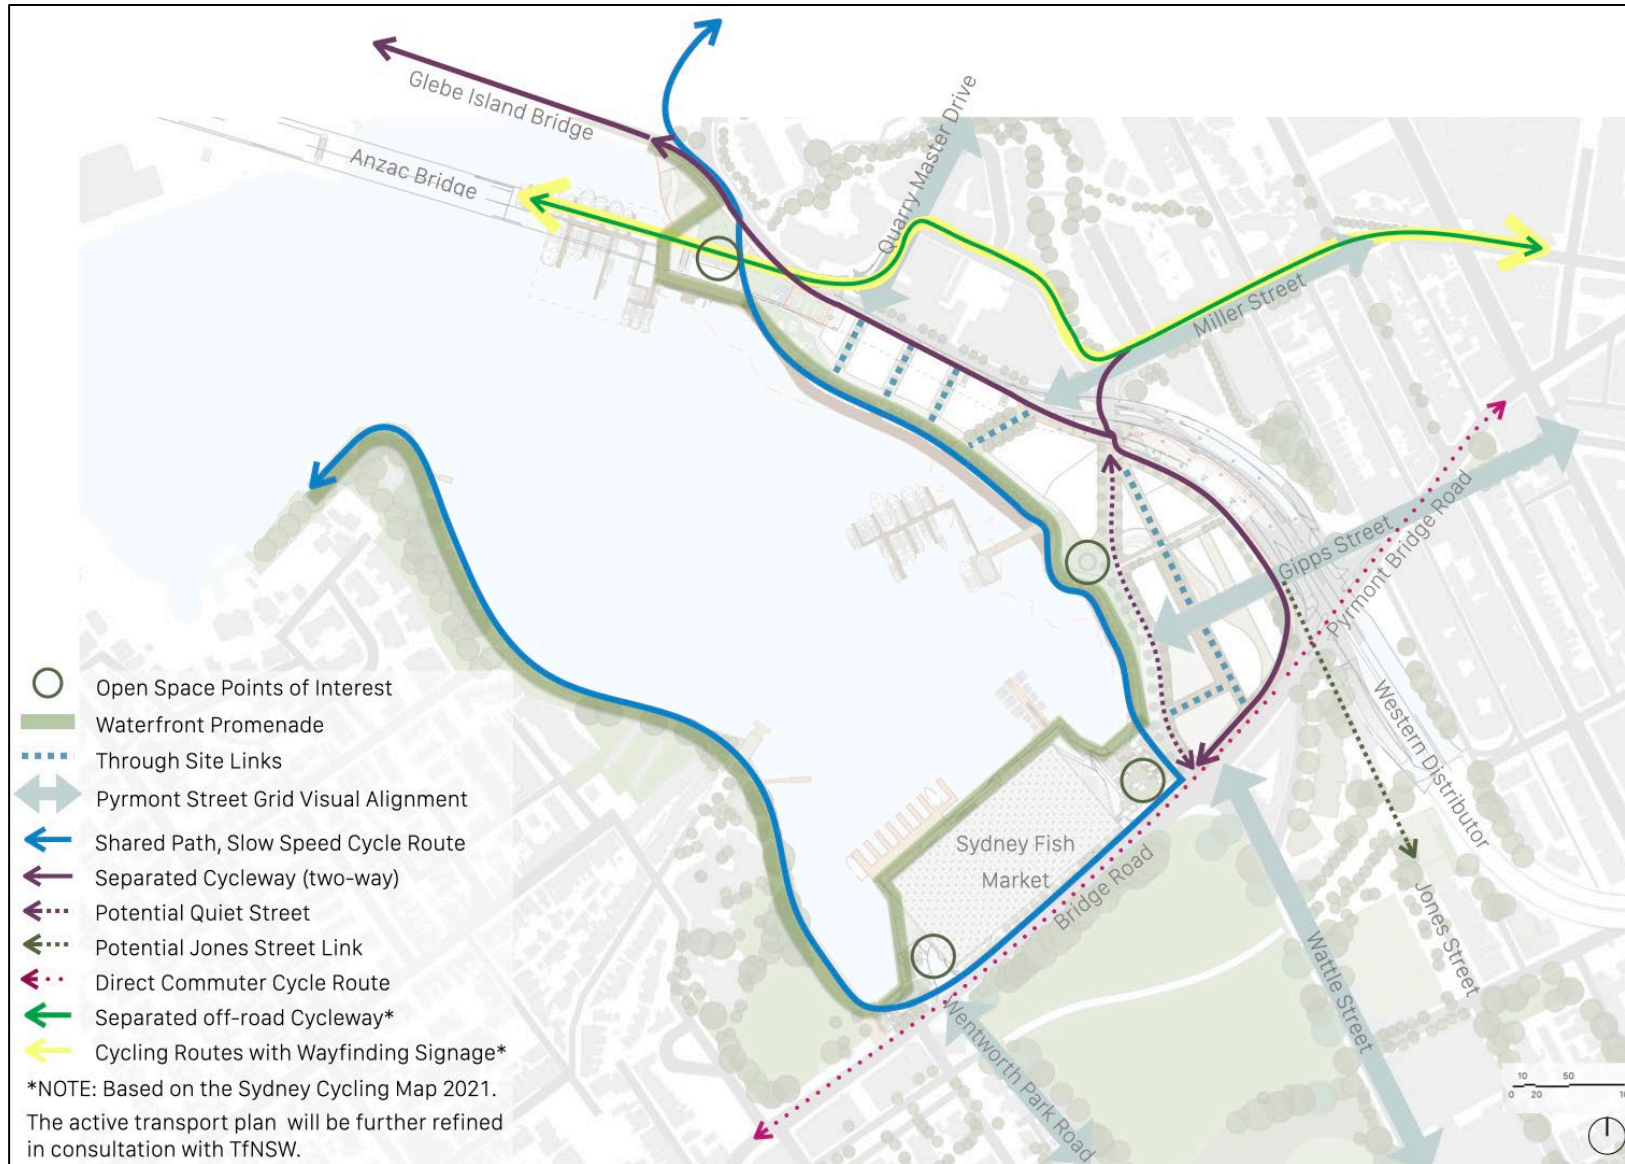 Glebe Island Bridge
Anzac Bridge
Quarry Master Drive
Miller Street
Gipps Street
Pyrmont Bridge Road
Western Distributor
Jones Street
Wattle Street
Sydney Fish
Market
Bridge Road
Wentworth Park Road
Open Space Points of Interest
Waterfront Promenade
Through Site Links
Pyrmont Street Grid Visual Alignment
Shared Path, Slow Speed Cycle Route
Separated Cycleway (two-way)
Potential Quiet Street
Potential Jones Street Link
Direct Commuter Cycle Route
Separated off-road Cycleway*
Cycling Routes with Wayfinding Signage*
*NOTE: Based on the Sydney Cycling Map 2021.
The active transport plan will be further refined
in consultation with TfNSW.
10 50
0 20